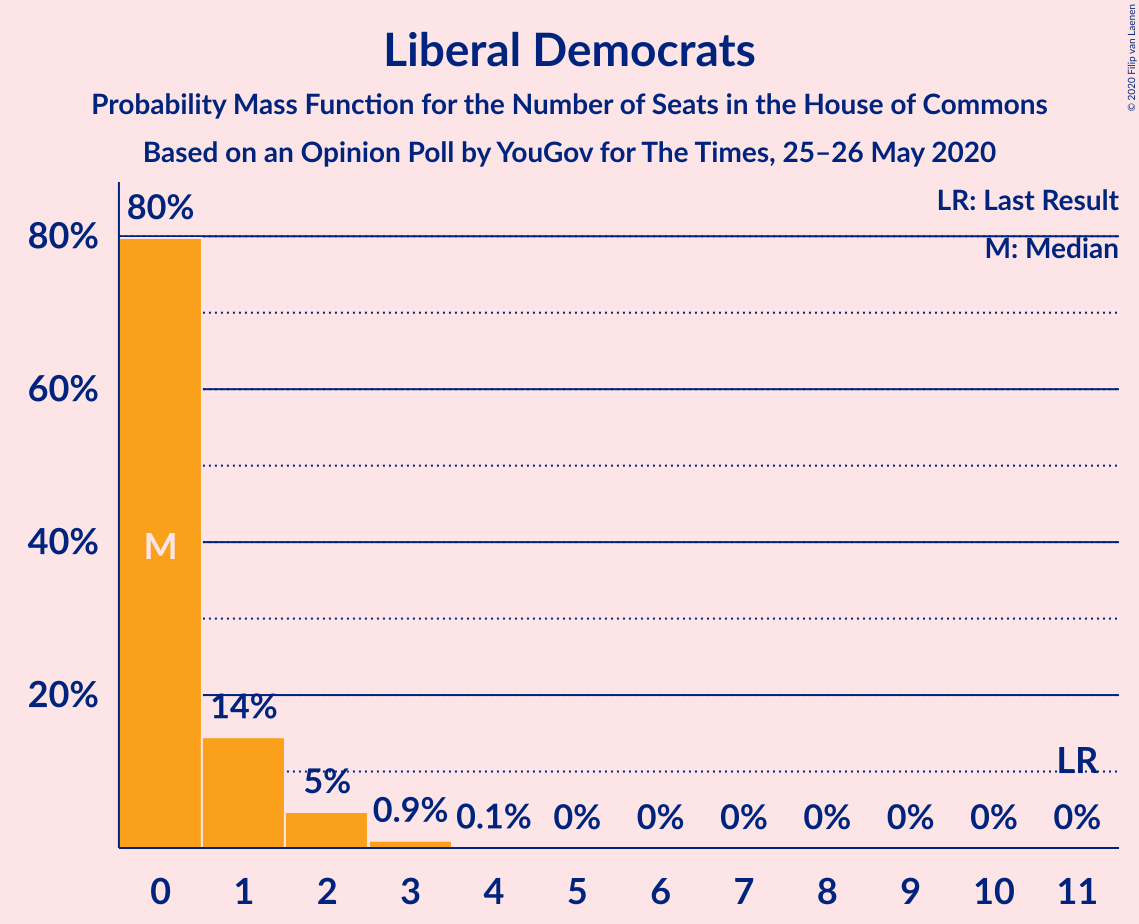 Liberal Democrats
Probability Mass Function for the Number of Seats in the House of Commons
Based on an Opinion Poll by YouGov for The Times, 25–26 May 2020
© 2020 Filip van Laenen
LR: Last Result
M: Median
80%
60%
40%
20%
80%
M
14%
5%
0.9%
0.1%
0%
0%
0%
0%
0%
0%
LR
0%
0 1 2 3 4 5 6 7 8 9 10 11